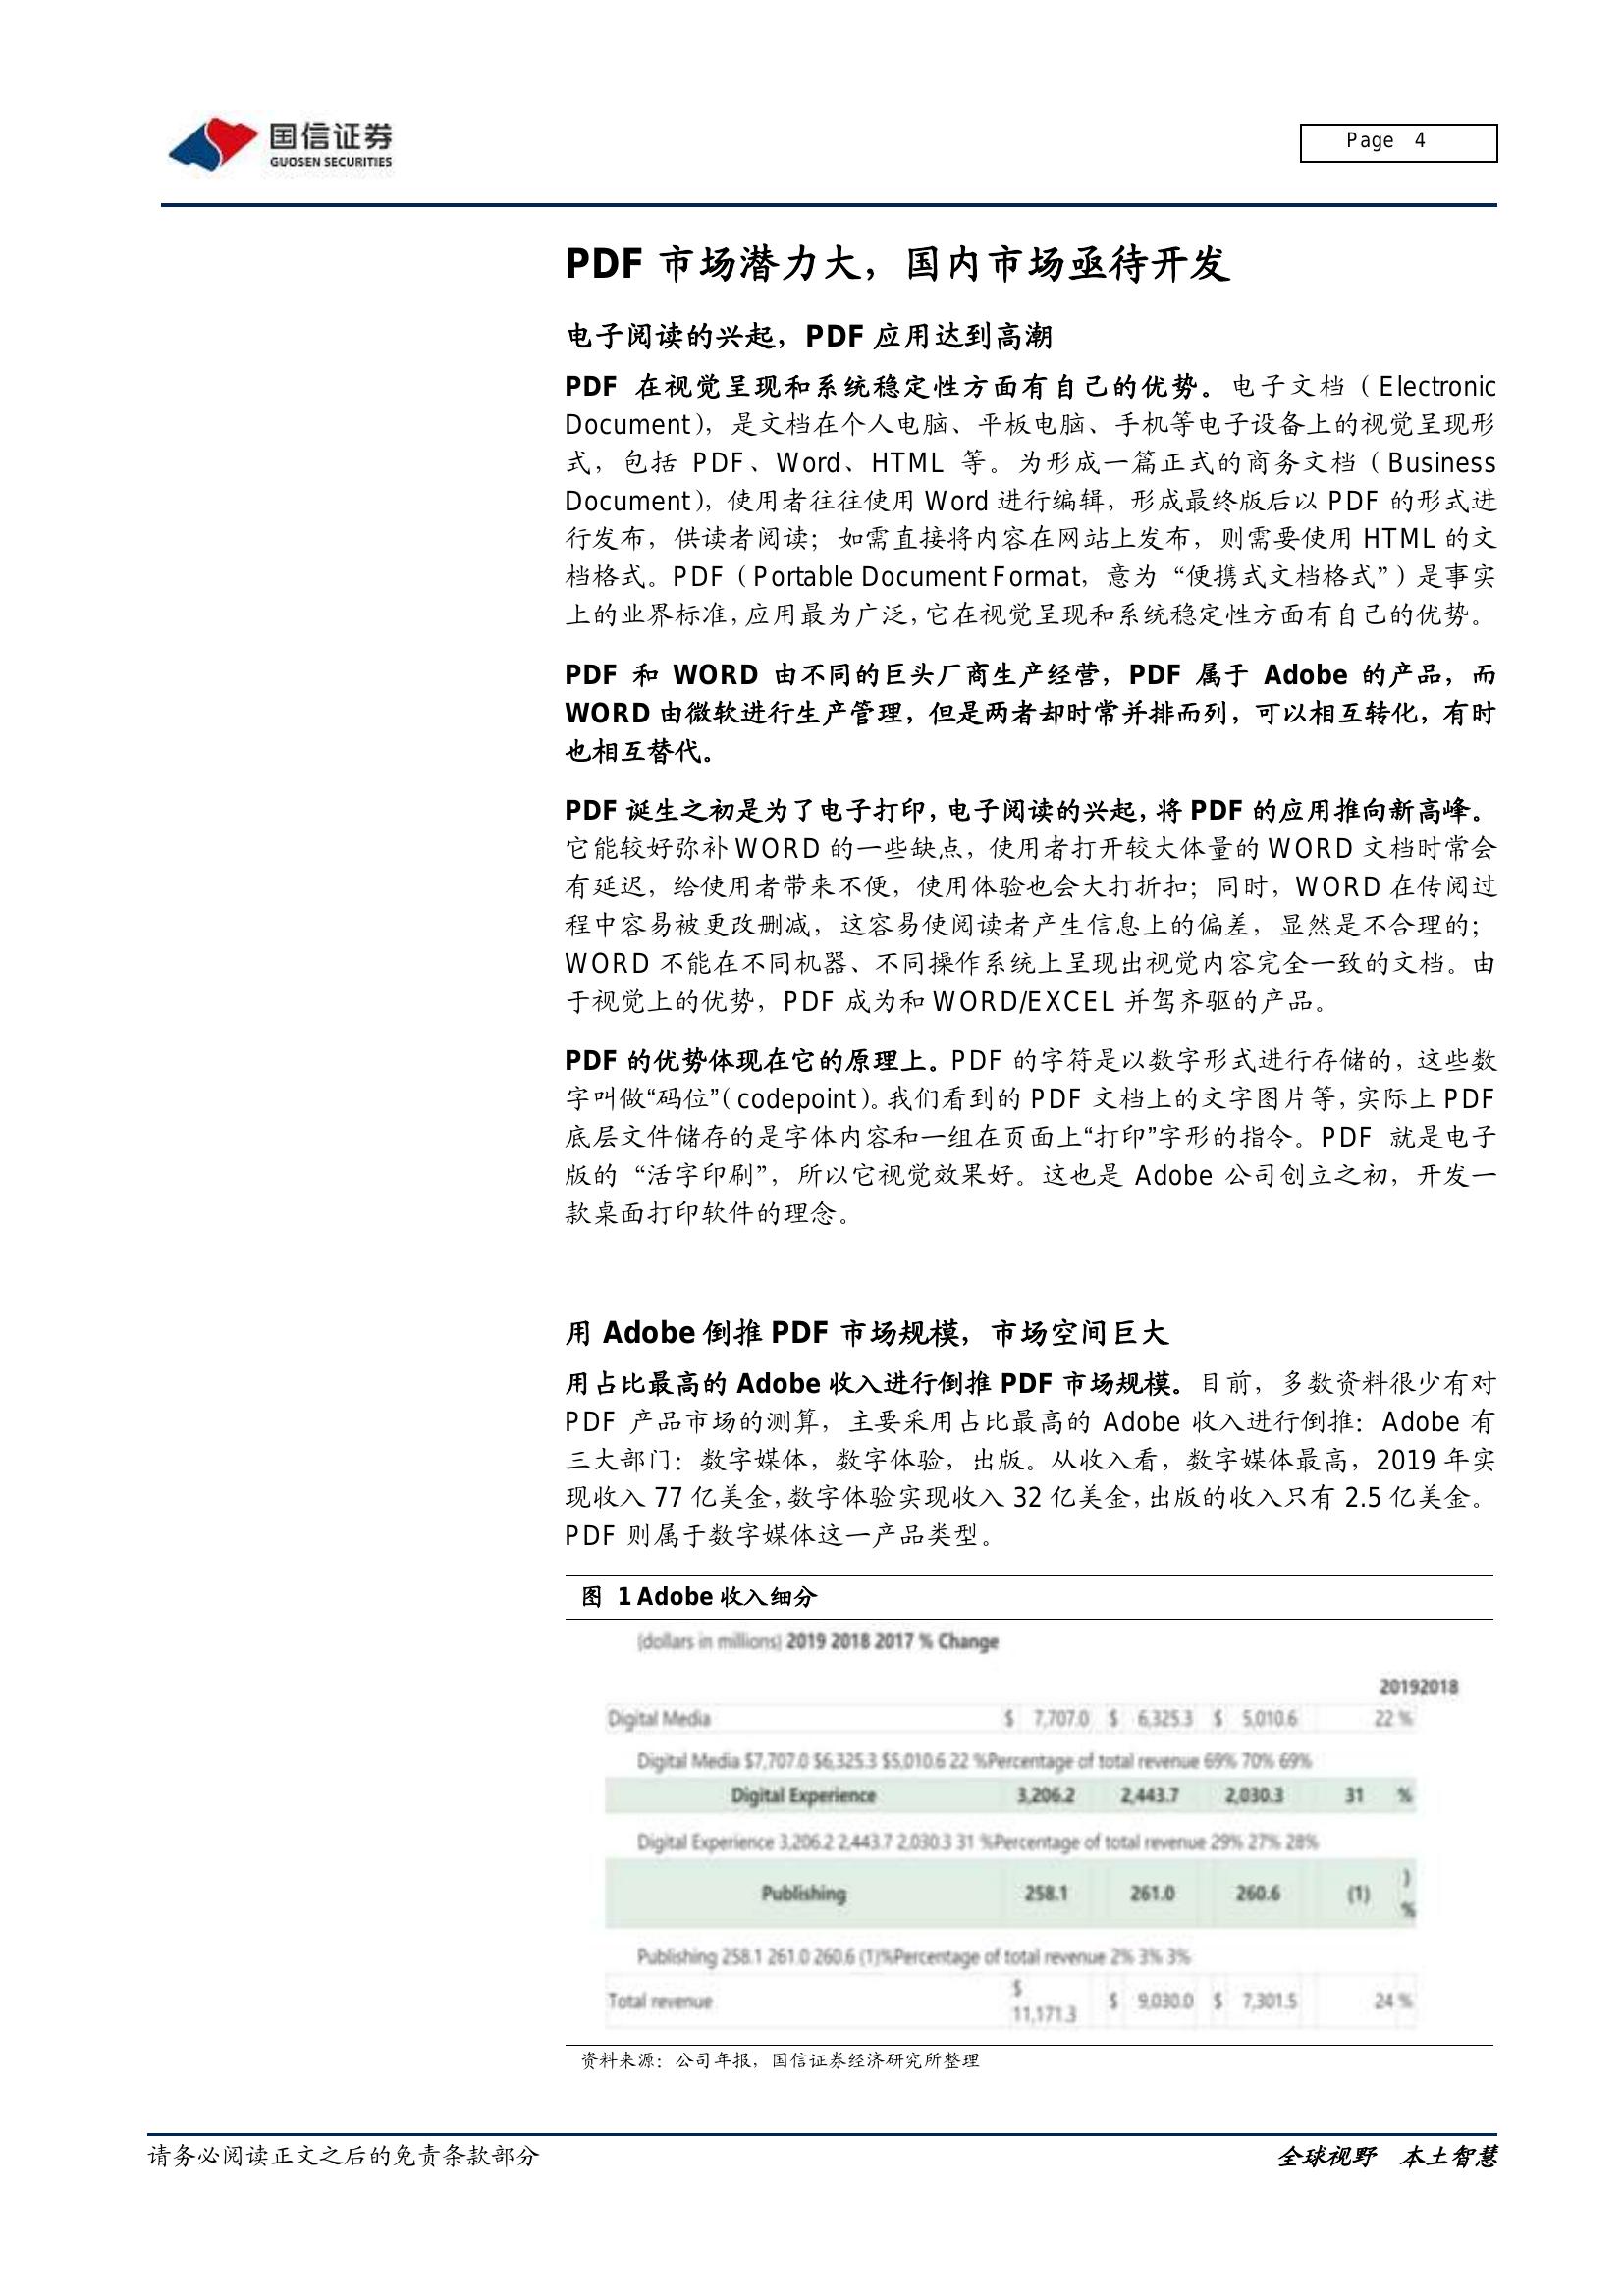 国信证券
GUOSEN SECURITIES
Page 4
PDF 市场潜力大，国内市场亟待开发
电子阅读的兴起，PDF 应用达到高潮
PDF 在视觉呈现和系统稳定性方面有自己的优势。电子文档（Electronic
Document），是文档在个人电脑、平板电脑、手机等电子设备上的视觉呈现形
式，包括 PDF、Word、HTML 等。为形成一篇正式的商务文档（Business
Document），使用者往往使用 Word 进行编辑，形成最终版后以 PDF 的形式进
行发布，供读者阅读；如需直接将内容在网站上发布，则需要使用 HTML 的文
档格式。PDF（Portable Document Format，意为“便携式文档格式”）是事实
上的业界标准，应用最为广泛，它在视觉呈现和系统稳定性方面有自己的优势。
PDF 和 WORD 由不同的巨头厂商生产经营，PDF 属于 Adobe 的产品，而
WORD 由微软进行生产管理，但是两者却时常并排而列，可以相互转化，有时
也相互替代。
PDF 诞生之初是为了电子打印，电子阅读的兴起，将 PDF 的应用推向新高峰。
它能较好弥补 WORD 的一些缺点，使用者打开较大体量的 WORD 文档时常会
有延迟，给使用者带来不便，使用体验也会大打折扣；同时，WORD 在传阅过
程中容易被更改删减，这容易使阅读者产生信息上的偏差，显然是不合理的；
WORD 不能在不同机器、不同操作系统上呈现出视觉内容完全一致的文档。由
于视觉上的优势，PDF 成为和 WORD/EXCEL 并驾齐驱的产品。
PDF 的优势体现在它的原理上。PDF 的字符是以数字形式进行存储的，这些数
字叫做“码位”（codepoint）。我们看到的 PDF 文档上的文字图片等，实际上 PDF
底层文件储存的是字体内容和一组在页面上“打印”字形的指令。PDF 就是电子
版的“活字印刷”，所以它视觉效果好。这也是 Adobe 公司创立之初，开发一
款桌面打印软件的理念。
用 Adobe 倒推 PDF 市场规模，市场空间巨大
用占比最高的 Adobe 收入进行倒推 PDF 市场规模。目前，多数资料很少有对
PDF 产品市场的测算，主要采用占比最高的 Adobe 收入进行倒推：Adobe 有
三大部门：数字媒体，数字体验，出版。从收入看，数字媒体最高，2019 年实
现收入 77 亿美金，数字体验实现收入 32 亿美金，出版的收入只有 2.5 亿美金。
PDF 则属于数字媒体这一产品类型。
图 1 Adobe 收入细分
(dollars in millions) 2019 2018 2017 % Change
20192018
Digital Media $ 7,707.0 $ 6,325.3 $ 5,010.6 22 %
Digital Media $7,707.0 $6,325.3 $5,010.6 22 %Percentage of total revenue 69% 70% 69%
Digital Experience 3,206.2 2,443.7 2,030.3 31 %
Digital Experience 3,206.2 2,443.7 2,030.3 31 %Percentage of total revenue 29% 27% 28%
Publishing 258.1 261.0 260.6 (1) ) %
Publishing 258.1 261.0 260.6 (1)%Percentage of total revenue 2% 3% 3%
Total revenue $ 11,171.3 $ 9,030.0 $ 7,301.5 24 %
资料来源：公司年报，国信证券经济研究所整理
请务必阅读正文之后的免责条款部分
全球视野 本土智慧